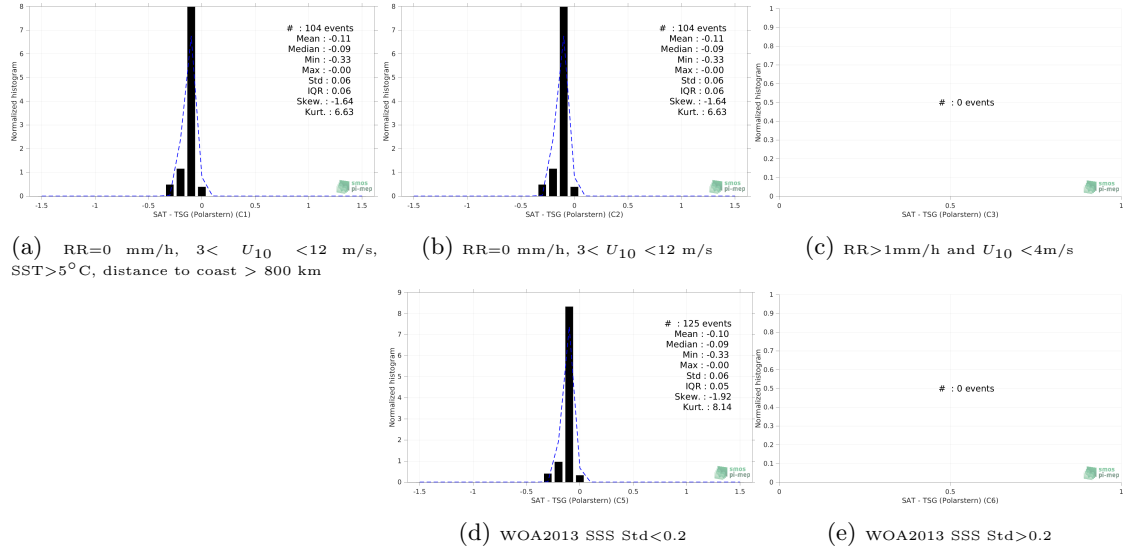 8
7
6
5
4
3
2
1
0
Normalized histogram
# : 104 events
Mean : -0.11
Median : -0.09
Min : -0.33
Max : -0.00
Std : 0.06
IQR : 0.06
Skew. : -1.64
Kurt. : 6.63
smos
pi-mep
-1.5 -1 -0.5 0 0.5 1 1.5
SAT - TSG (Polarstern) (C1)
(a) RR=0 mm/h, 3< U10 <12 m/s,
SST>5°C, distance to coast > 800 km
8
7
6
5
4
3
2
1
0
Normalized histogram
# : 104 events
Mean : -0.11
Median : -0.09
Min : -0.33
Max : -0.00
Std : 0.06
IQR : 0.06
Skew. : -1.64
Kurt. : 6.63
smos
pi-mep
-1.5 -1 -0.5 0 0.5 1 1.5
SAT - TSG (Polarstern) (C2)
(b) RR=0 mm/h, 3< U10 <12 m/s
1
0.9
0.8
0.7
0.6
0.5
0.4
0.3
0.2
0.1
0
Normalized histogram
# : 0 events
smos
pi-mep
0 0.5 1
SAT - TSG (Polarstern) (C3)
(c) RR>1mm/h and U10 <4m/s
9
8
7
6
5
4
3
2
1
0
Normalized histogram
# : 125 events
Mean : -0.10
Median : -0.09
Min : -0.33
Max : -0.00
Std : 0.06
IQR : 0.05
Skew. : -1.92
Kurt. : 8.14
smos
pi-mep
-1.5 -1 -0.5 0 0.5 1 1.5
SAT - TSG (Polarstern) (C5)
(d) WOA2013 SSS Std<0.2
1
0.9
0.8
0.7
0.6
0.5
0.4
0.3
0.2
0.1
0
Normalized histogram
# : 0 events
smos
pi-mep
0 0.5 1
SAT - TSG (Polarstern) (C6)
(e) WOA2013 SSS Std>0.2